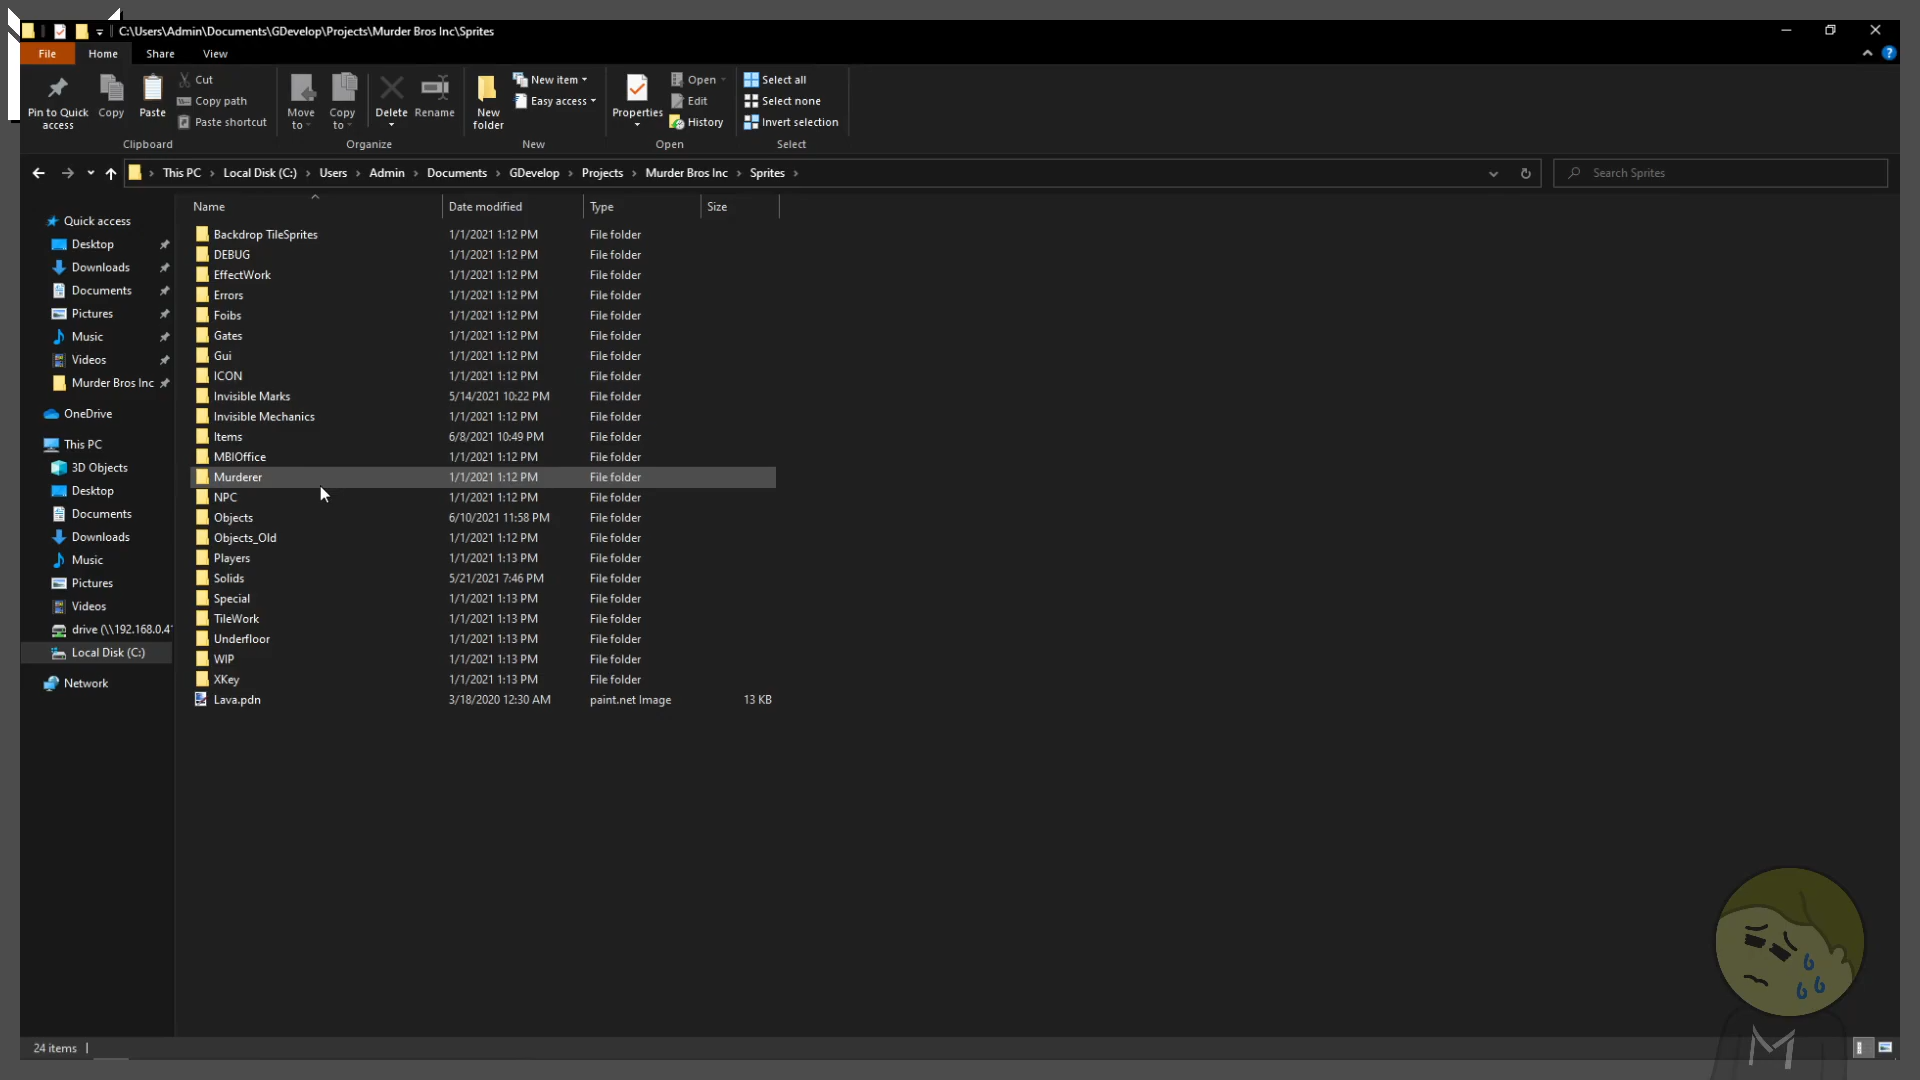 C:\Users\Admin\Documents\GDevelop\Projects\Murder Bros Inc\Sprites
File Home Share View
Pin to Quick access
Copy
Paste
Cut
Copy path
Paste shortcut
Clipboard
Move to
Copy to
Delete
Rename
Organize
New folder
New item
Easy access
New
Properties
Open
Edit
History
Open
Select all
Select none
Invert selection
Select
This PC > Local Disk (C:) > Users > Admin > Documents > GDevelop > Projects > Murder Bros Inc > Sprites >
Search Sprites
Quick access
Desktop
Downloads
Documents
Pictures
Music
Videos
Murder Bros Inc
OneDrive
This PC
3D Objects
Desktop
Documents
Downloads
Music
Pictures
Videos
drive (\\192.168.0.4
Local Disk (C:)
Network
Name Date modified Type Size
Backdrop TileSprites 1/1/2021 1:12 PM File folder
DEBUG 1/1/2021 1:12 PM File folder
EffectWork 1/1/2021 1:12 PM File folder
Errors 1/1/2021 1:12 PM File folder
Foibs 1/1/2021 1:12 PM File folder
Gates 1/1/2021 1:12 PM File folder
Gui 1/1/2021 1:12 PM File folder
ICON 1/1/2021 1:12 PM File folder
Invisible Marks 5/14/2021 10:22 PM File folder
Invisible Mechanics 1/1/2021 1:12 PM File folder
Items 6/8/2021 10:49 PM File folder
MBIOffice 1/1/2021 1:12 PM File folder
Murderer 1/1/2021 1:12 PM File folder
NPC 1/1/2021 1:12 PM File folder
Objects 6/10/2021 11:58 PM File folder
Objects_Old 1/1/2021 1:12 PM File folder
Players 1/1/2021 1:13 PM File folder
Solids 5/21/2021 7:46 PM File folder
Special 1/1/2021 1:13 PM File folder
TileWork 1/1/2021 1:13 PM File folder
Underfloor 1/1/2021 1:13 PM File folder
WIP 1/1/2021 1:13 PM File folder
XKey 1/1/2021 1:13 PM File folder
Lava.pdn 3/18/2020 12:30 AM paint.net Image 13 KB
24 items
M